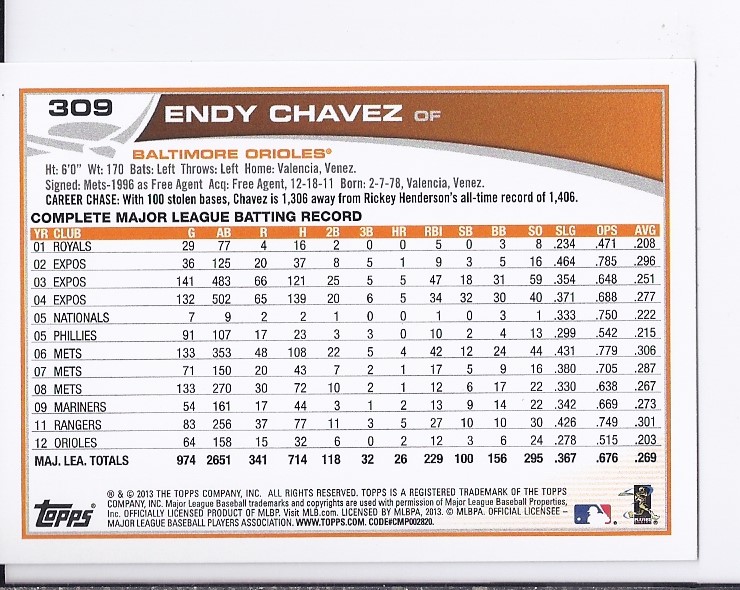 309 ENDY CHAVEZ OF
BALTIMORE ORIOLES®
Ht: 6'0" Wt: 170 Bats: Left Throws: Left Home: Valencia, Venez.
Signed: Mets-1996 as Free Agent Acq: Free Agent, 12-18-11 Born: 2-7-78, Valencia, Venez.
CAREER CHASE: With 100 stolen bases, Chavez is 1,306 away from Rickey Henderson's all-time record of 1,406.
COMPLETE MAJOR LEAGUE BATTING RECORD
YR CLUB G AB R H 2B 3B HR RBI SB BB SO SLG OPS AVG
01 ROYALS 29 77 4 16 2 0 0 5 0 3 8 .234 .471 .208
02 EXPOS 36 125 20 37 8 5 1 9 3 5 16 .464 .785 .296
03 EXPOS 141 483 66 121 25 5 5 47 18 31 59 .354 .648 .251
04 EXPOS 132 502 65 139 20 6 5 34 32 30 40 .371 .688 .277
05 NATIONALS 7 9 2 2 1 0 0 1 0 3 1 .333 .750 .222
05 PHILLIES 91 107 17 23 3 3 0 10 2 4 13 .299 .542 .215
06 METS 133 353 48 108 22 5 4 42 12 24 44 .431 .779 .306
07 METS 71 150 20 43 7 2 1 17 5 9 16 .380 .705 .287
08 METS 133 270 30 72 10 2 1 12 6 17 22 .330 .638 .267
09 MARINERS 54 161 17 44 3 1 2 13 9 14 22 .342 .669 .273
11 RANGERS 83 256 37 77 11 3 5 27 10 10 30 .426 .749 .301
12 ORIOLES 64 158 15 32 6 0 2 12 3 6 24 .278 .515 .203
MAJ. LEA. TOTALS 974 2651 341 714 118 32 26 229 100 156 295 .367 .676 .269
® & © 2013 THE TOPPS COMPANY, INC. ALL RIGHTS RESERVED. TOPPS IS A REGISTERED TRADEMARK OF THE TOPPS
COMPANY, INC. Major League Baseball trademarks and copyrights are used with permission of Major League Baseball Properties,
Inc. OFFICIALLY LICENSED PRODUCT OF MLBP. Visit MLB.com. LICENSED BY MLBPA, 2013. © MLBPA. OFFICIAL LICENSEE –
MAJOR LEAGUE BASEBALL PLAYERS ASSOCIATION. WWW.TOPPS.COM. CODE#CMP002820.
Topps®